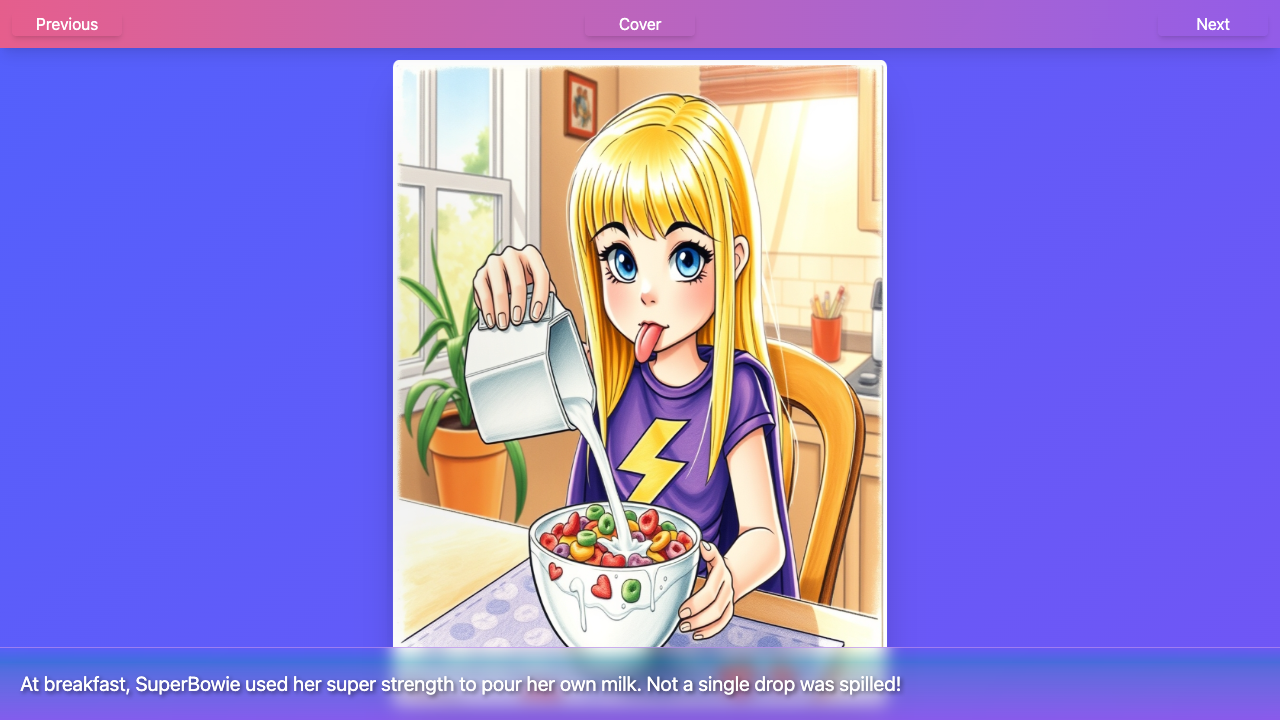 Previous
Cover
Next
At breakfast, SuperBowie used her super strength to pour her own milk. Not a single drop was spilled!